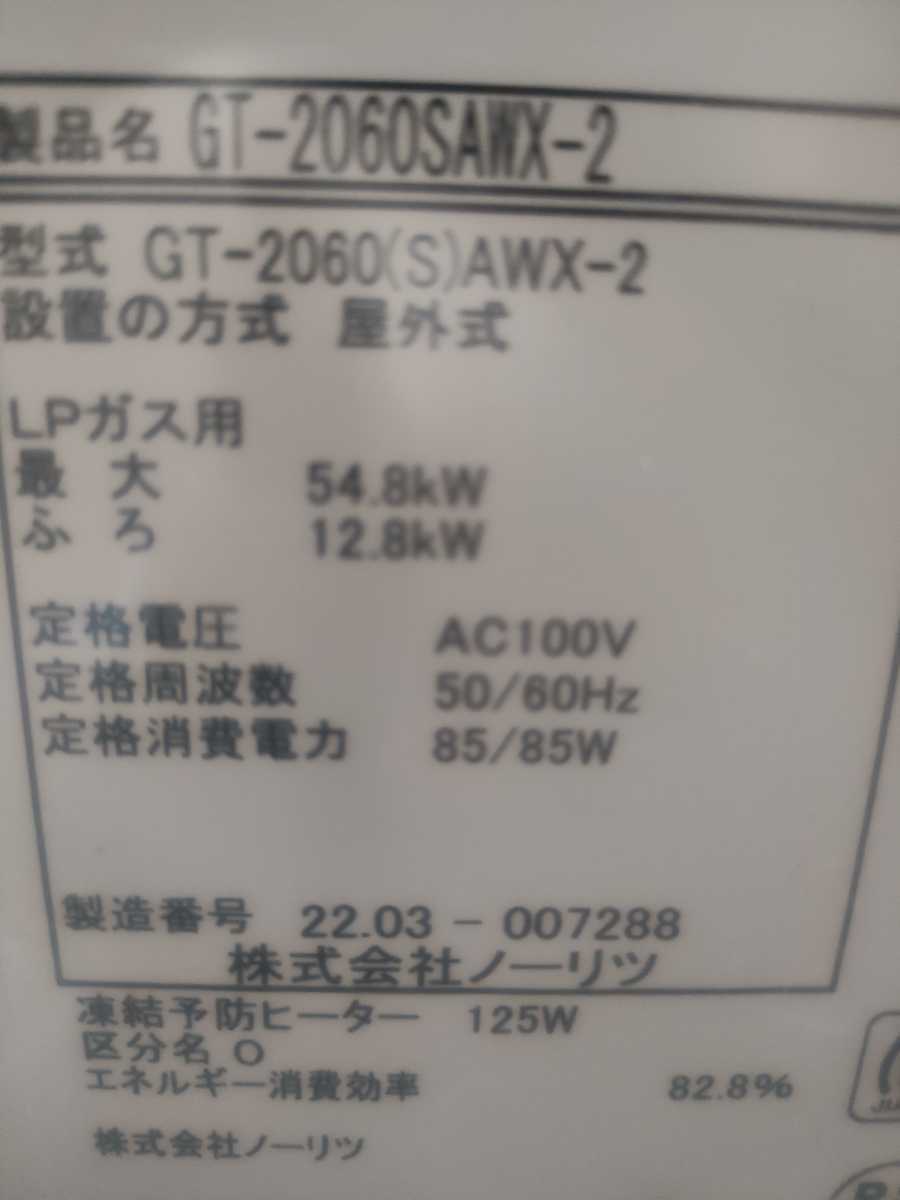 製品名 GT-2060SAWX-2
型式 GT-2060(S)AWX-2
設置の方式 屋外式
LPガス用
最大 54.8kW
ふろ 12.8kW
定格電圧 AC100V
定格周波数 50/60Hz
定格消費電力 85/85W
製造番号 22.03-007288
株式会社ノーリツ
凍結予防ヒーター 125W
区分名 O
エネルギー消費効率 82.8%
株式会社ノーリツ